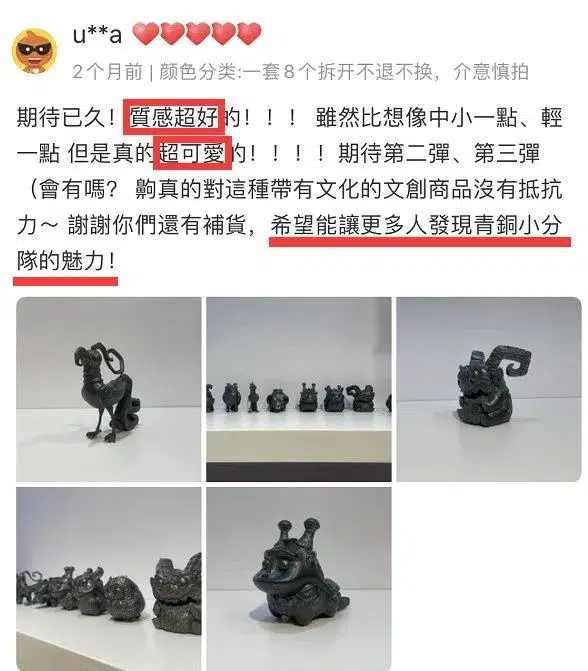 u**a
2个月前 | 颜色分类:一套8个拆开不退不换，介意慎拍
期待已久！質感超好的！！！ 雖然比想像中小一點、輕
一點 但是真的超可愛的！！！！期待第二彈、第三彈
（會有嗎？ 齁真的對這種帶有文化的文創商品沒有抵抗
力～ 謝謝你們還有補貨，希望能讓更多人發現青銅小分
隊的魅力！